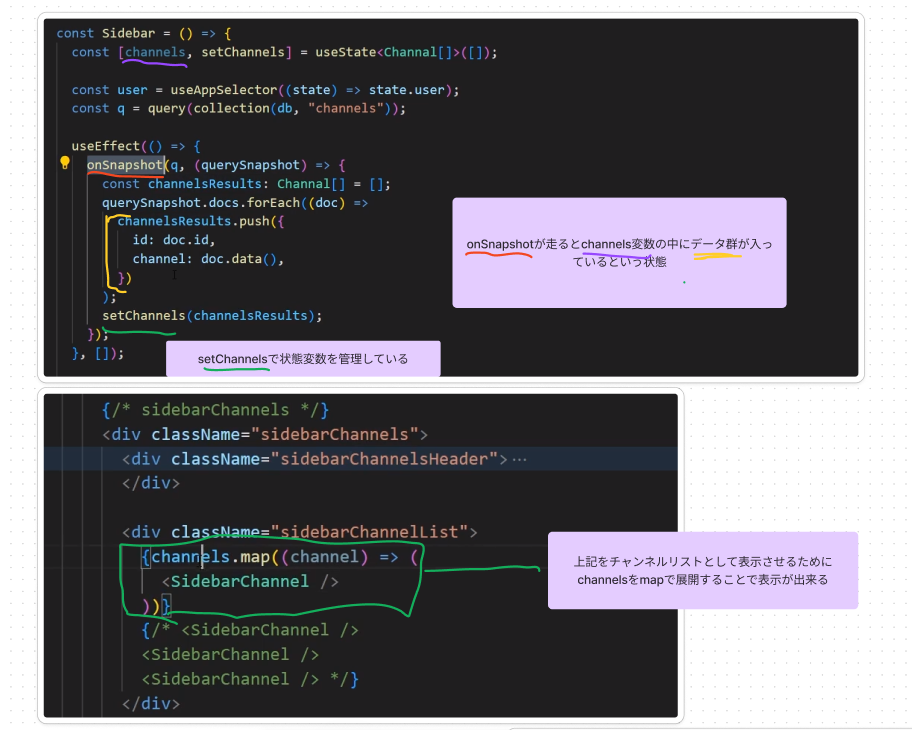 const Sidebar = () => {
const [channels, setChannels] = useState<Channal[]>([]);
const user = useAppSelector((state) => state.user);
const q = query(collection(db, "channels"));
useEffect(() => {
onSnapshot(q, (querySnapshot) => {
const channelsResults: Channal[] = [];
querySnapshot.docs.forEach((doc) =>
channelsResults.push({
id: doc.id,
channel: doc.data(),
})
);
setChannels(channelsResults);
});
}, []);
onSnapshotが走るとchannels変数の中にデータ群が入っ
ているという状態
setChannelsで状態変数を管理している
{/* sidebarChannels */}
<div className="sidebarChannels">
<div className="sidebarChannelsHeader">…
</div>
<div className="sidebarChannelList">
{channels.map((channel) => (
<SidebarChannel />
))}
{/* <SidebarChannel />
<SidebarChannel />
<SidebarChannel /> */}
</div>
上記をチャンネルリストとして表示させるために
channelsをmapで展開することで表示が出来る